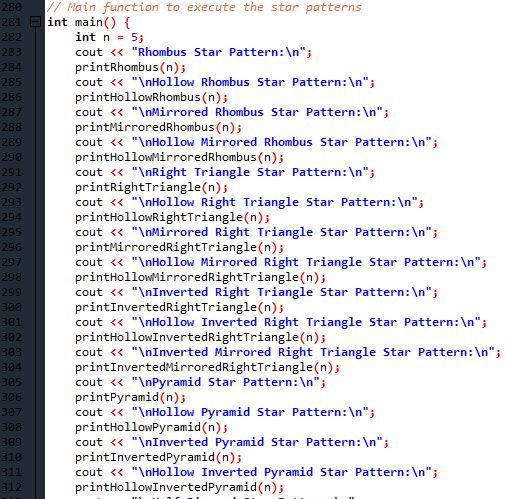 280 // Main function to execute the star patterns
281 int main() {
282 int n = 5;
283 cout << "Rhombus Star Pattern:\n";
284 printRhombus(n);
285 cout << "\nHollow Rhombus Star Pattern:\n";
286 printHollowRhombus(n);
287 cout << "\nMirrored Rhombus Star Pattern:\n";
288 printMirroredRhombus(n);
289 cout << "\nHollow Mirrored Rhombus Star Pattern:\n";
290 printHollowMirroredRhombus(n);
291 cout << "\nRight Triangle Star Pattern:\n";
292 printRightTriangle(n);
293 cout << "\nHollow Right Triangle Star Pattern:\n";
294 printHollowRightTriangle(n);
295 cout << "\nMirrored Right Triangle Star Pattern:\n";
296 printMirroredRightTriangle(n);
297 cout << "\nHollow Mirrored Right Triangle Star Pattern:\n";
298 printHollowMirroredRightTriangle(n);
299 cout << "\nInverted Right Triangle Star Pattern:\n";
300 printInvertedRightTriangle(n);
301 cout << "\nHollow Inverted Right Triangle Star Pattern:\n";
302 printHollowInvertedRightTriangle(n);
303 cout << "\nInverted Mirrored Right Triangle Star Pattern:\n";
304 printInvertedMirroredRightTriangle(n);
305 cout << "\nPyramid Star Pattern:\n";
306 printPyramid(n);
307 cout << "\nHollow Pyramid Star Pattern:\n";
308 printHollowPyramid(n);
309 cout << "\nInverted Pyramid Star Pattern:\n";
310 printInvertedPyramid(n);
311 cout << "\nHollow Inverted Pyramid Star Pattern:\n";
312 printHollowInvertedPyramid(n);